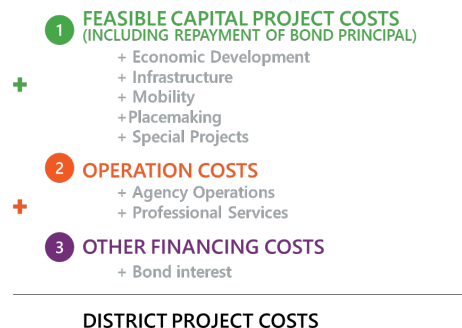 1 FEASIBLE CAPITAL PROJECT COSTS
(INCLUDING REPAYMENT OF BOND PRINCIPAL)
+ Economic Development
+ Infrastructure
+ Mobility
+Placemaking
+ Special Projects
+
2 OPERATION COSTS
+ Agency Operations
+ Professional Services
+
3 OTHER FINANCING COSTS
+ Bond interest
DISTRICT PROJECT COSTS